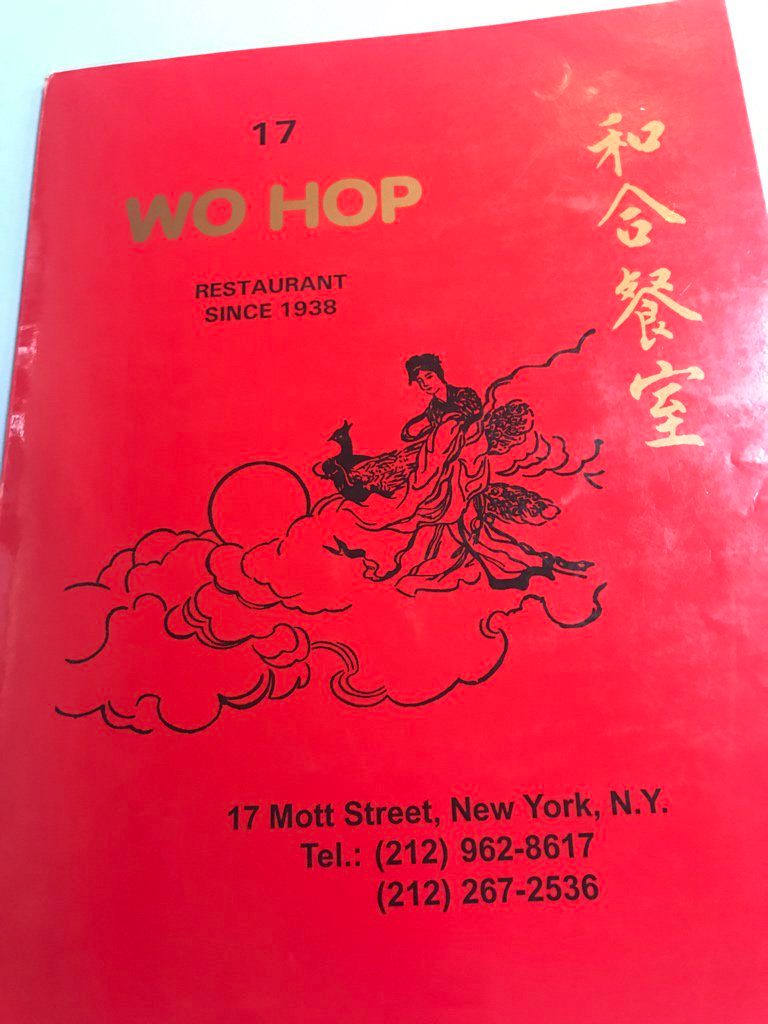 17
WO HOP
RESTAURANT
SINCE 1938
和合餐室
17 Mott Street, New York, N.Y.
Tel.: (212) 962-8617
(212) 267-2536